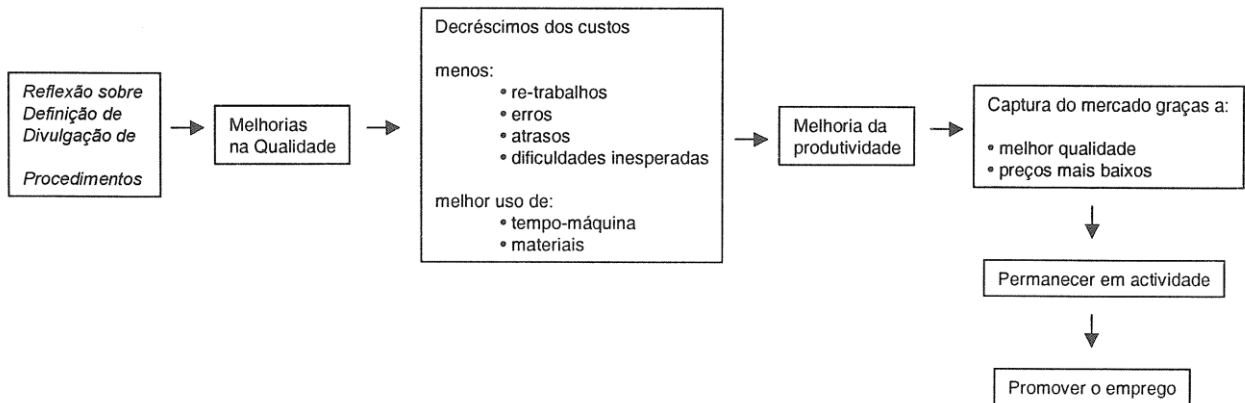 Reflexão sobre
Definição de
Divulgação de
Procedimentos
Melhorias
na Qualidade
Decréscimos dos custos
menos:
• re-trabalhos
• erros
• atrasos
• dificuldades inesperadas
melhor uso de:
• tempo-máquina
• materiais
Melhoria da
produtividade
Captura do mercado graças a:
• melhor qualidade
• preços mais baixos
Permanecer em actividade
Promover o emprego